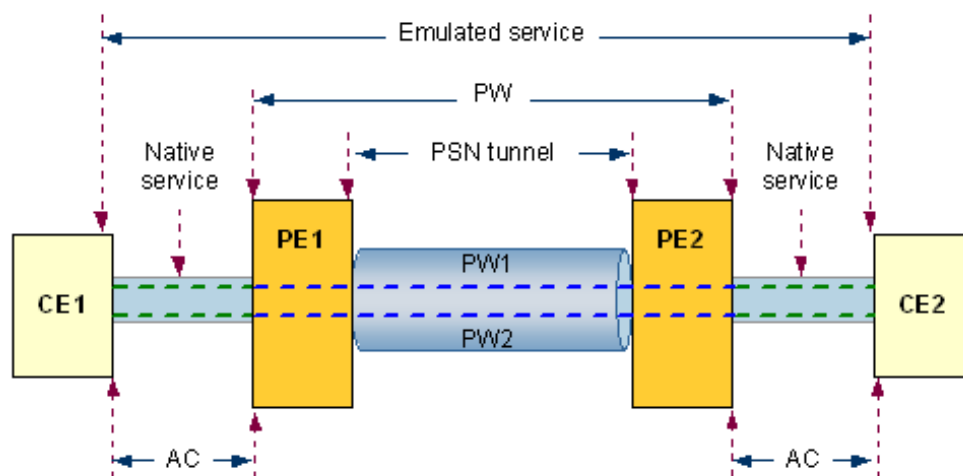 Emulated service
PW
Native
service
PSN tunnel
Native
service
PE1
PE2
PW1
CE1
CE2
PW2
AC
AC